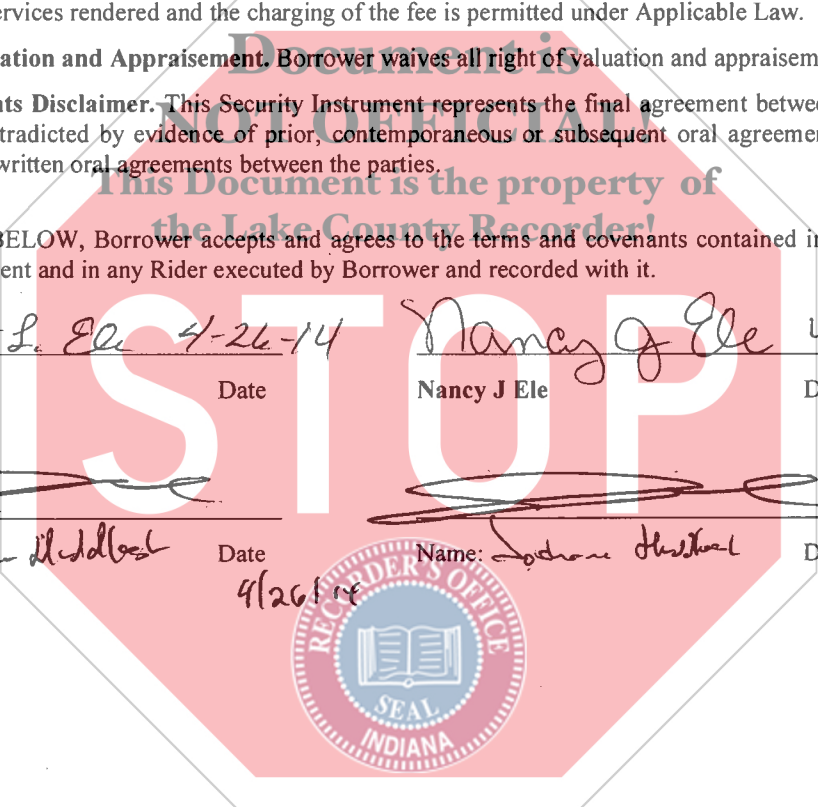 ervices rendered and the charging of the fee is permitted under Applicable Law.
ation and Appraisement. Borrower waives all right of valuation and appraisem
Document is
nts Disclaimer. This Security Instrument represents the final agreement betwe
NOT OFFICIAL!
tradicted by evidence of prior, contemporaneous or subsequent oral agreemen
written oral agreements between the parties.
This Document is the property of
the Lake County Recorder!
BELOW, Borrower accepts and agrees to the terms and covenants contained in
ent and in any Rider executed by Borrower and recorded with it.
STOP
L. Ele 4-26-14 Nancy J Ele
Date Nancy J Ele D
Date Name: D
4/26/14
RECORDER'S OFFICE
SEAL
INDIANA